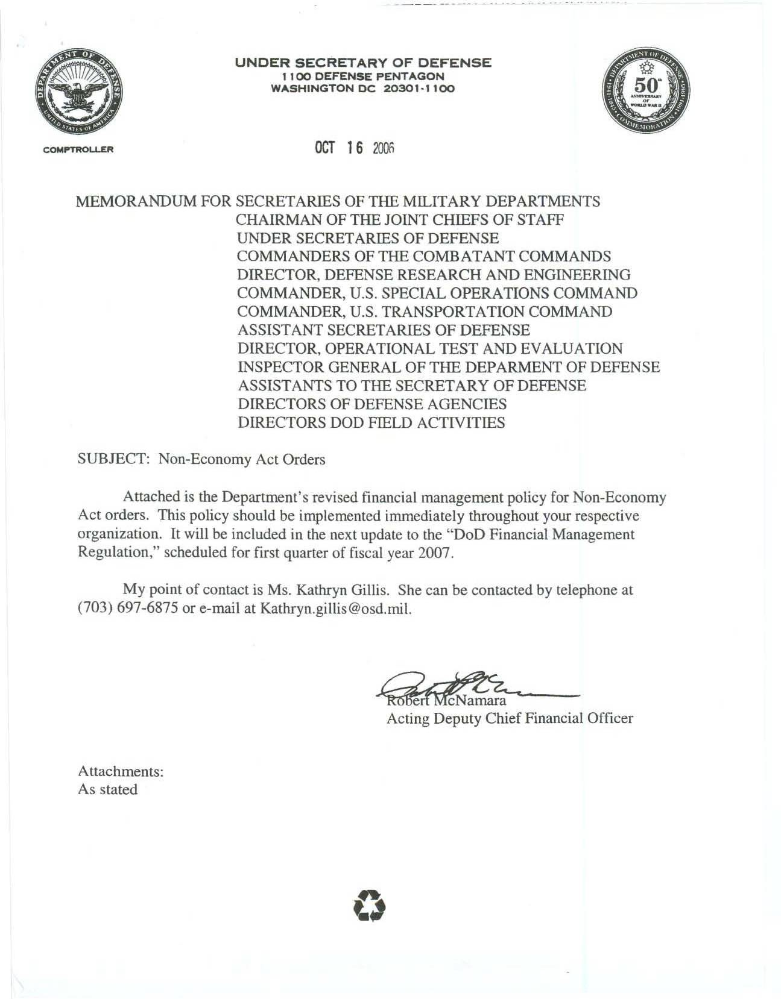 UNDER SECRETARY OF DEFENSE
1100 DEFENSE PENTAGON
WASHINGTON DC 20301-1100
DEPARTMENT OF DEFENSE
UNITED STATES OF AMERICA
COMPTROLLER
DEPARTMENT OF DEFENSE
50th
ANNIVERSARY
OF
WORLD WAR II
COMMEMORATION
1941-1945
1991-1995
OCT 16 2006
MEMORANDUM FOR SECRETARIES OF THE MILITARY DEPARTMENTS
CHAIRMAN OF THE JOINT CHIEFS OF STAFF
UNDER SECRETARIES OF DEFENSE
COMMANDERS OF THE COMBATANT COMMANDS
DIRECTOR, DEFENSE RESEARCH AND ENGINEERING
COMMANDER, U.S. SPECIAL OPERATIONS COMMAND
COMMANDER, U.S. TRANSPORTATION COMMAND
ASSISTANT SECRETARIES OF DEFENSE
DIRECTOR, OPERATIONAL TEST AND EVALUATION
INSPECTOR GENERAL OF THE DEPARMENT OF DEFENSE
ASSISTANTS TO THE SECRETARY OF DEFENSE
DIRECTORS OF DEFENSE AGENCIES
DIRECTORS DOD FIELD ACTIVITIES
SUBJECT: Non-Economy Act Orders
Attached is the Department's revised financial management policy for Non-Economy
Act orders. This policy should be implemented immediately throughout your respective
organization. It will be included in the next update to the "DoD Financial Management
Regulation," scheduled for first quarter of fiscal year 2007.
My point of contact is Ms. Kathryn Gillis. She can be contacted by telephone at
(703) 697-6875 or e-mail at Kathryn.gillis@osd.mil.
Robert McNamara
Acting Deputy Chief Financial Officer
Attachments:
As stated